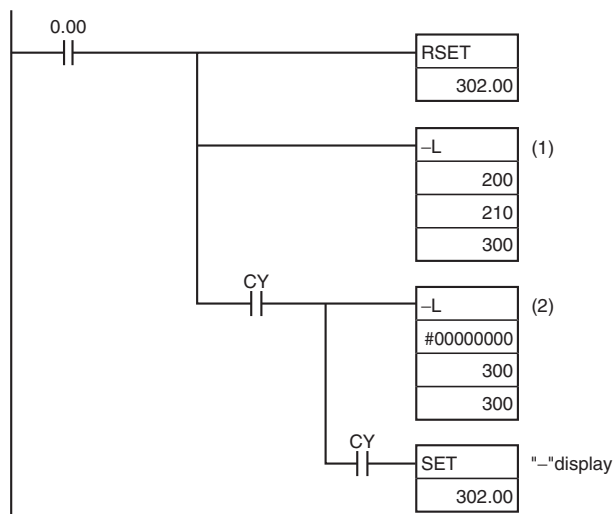 0.00
RSET
302.00
–L (1)
200
210
300
CY
–L (2)
#00000000
300
300
CY
SET "–"display
302.00